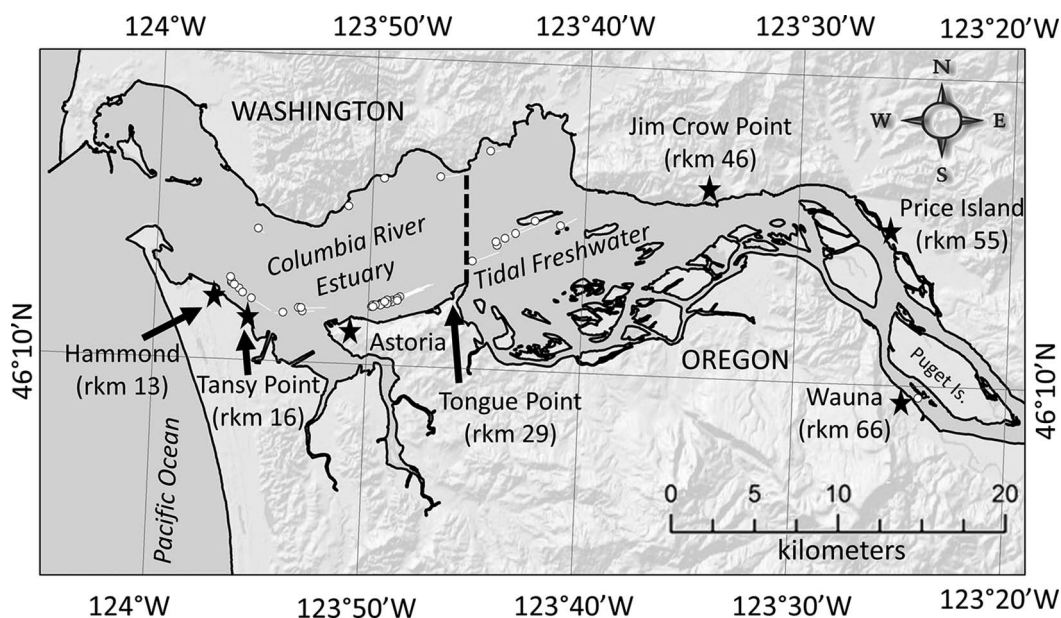 124°W 123°50'W 123°40'W 123°30'W 123°20'W
WASHINGTON
N
W E
S
Jim Crow Point
(rkm 46)
Price Island
(rkm 55)
Columbia River
Estuary
Tidal Freshwater
46°10'N
Hammond
(rkm 13)
Tansy Point
(rkm 16)
Astoria
Tongue Point
(rkm 29)
OREGON
Puget Is.
Wauna
(rkm 66)
46°10'N
Pacific Ocean
0 5 10 20
kilometers
124°W 123°50'W 123°40'W 123°30'W 123°20'W